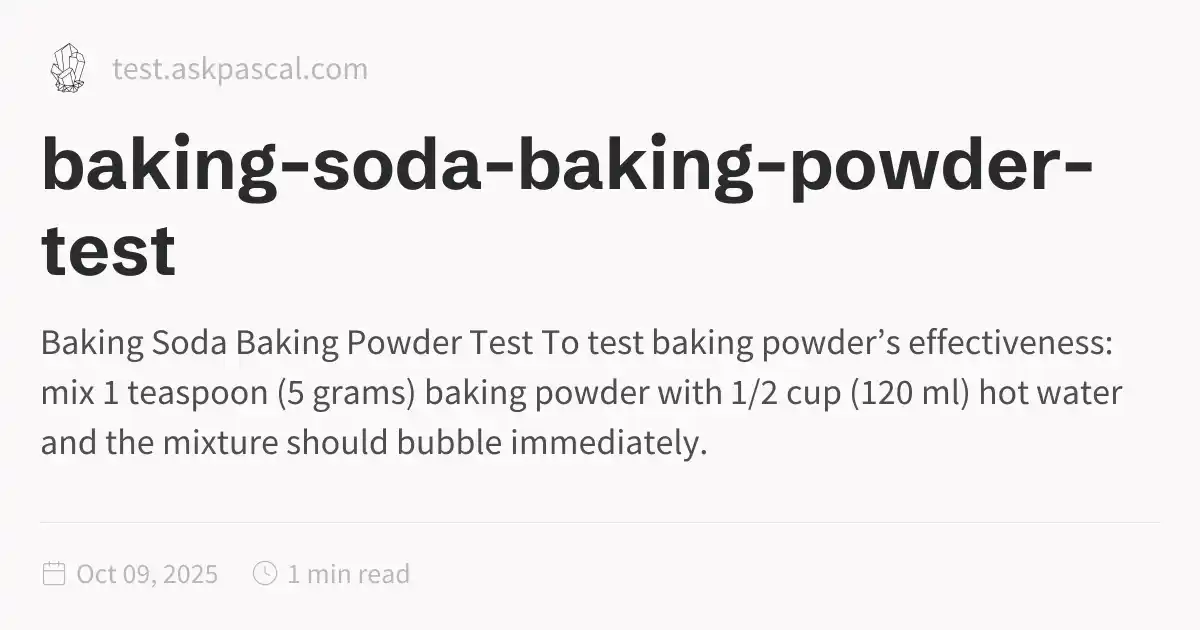 test.askpascal.com
baking-soda-baking-powder-
test
Baking Soda Baking Powder Test To test baking powder’s effectiveness:
mix 1 teaspoon (5 grams) baking powder with 1/2 cup (120 ml) hot water
and the mixture should bubble immediately.
Oct 09, 2025 1 min read